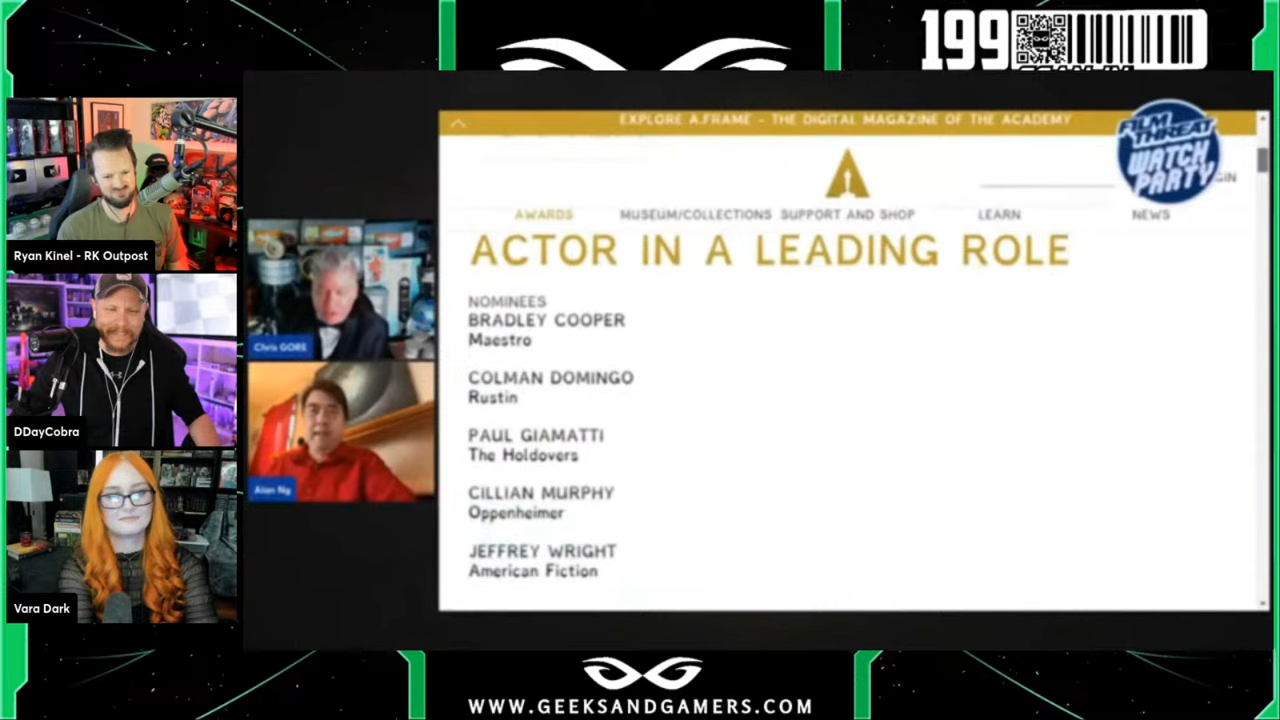 199
Ryan Kinel - RK Outpost
DDayCobra
Vara Dark
Chris GORE
Alan Ng
EXPLORE A.FRAME - THE DIGITAL MAGAZINE OF THE ACADEMY
FILM THREAT
WATCH PARTY
AWARDS
MUSEUM/COLLECTIONS
SUPPORT AND SHOP
LEARN
NEWS
ACTOR IN A LEADING ROLE
NOMINEES
BRADLEY COOPER
Maestro
COLMAN DOMINGO
Rustin
PAUL GIAMATTI
The Holdovers
CILLIAN MURPHY
Oppenheimer
JEFFREY WRIGHT
American Fiction
WWW.GEEKSANDGAMERS.COM